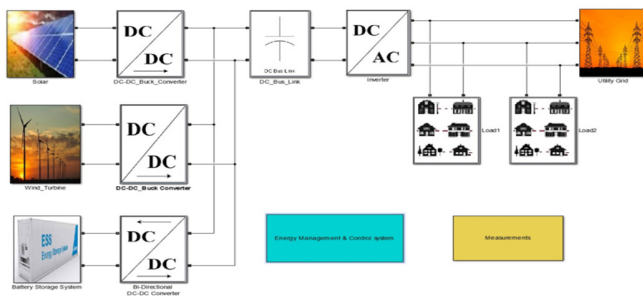 DC
DC
Solar
DC-DC_Buck_Converter
DC Bus Link
DC_Bus_Link
DC
AC
Inverter
Utility Grid
Load1
Load2
DC
DC
Wind_Turbine
DC-DC_Buck Converter
ESS
Energy Storage
Battery Storage System
DC
DC
Bi-Directional
DC-DC Converter
Energy Management & Control system
Measurements